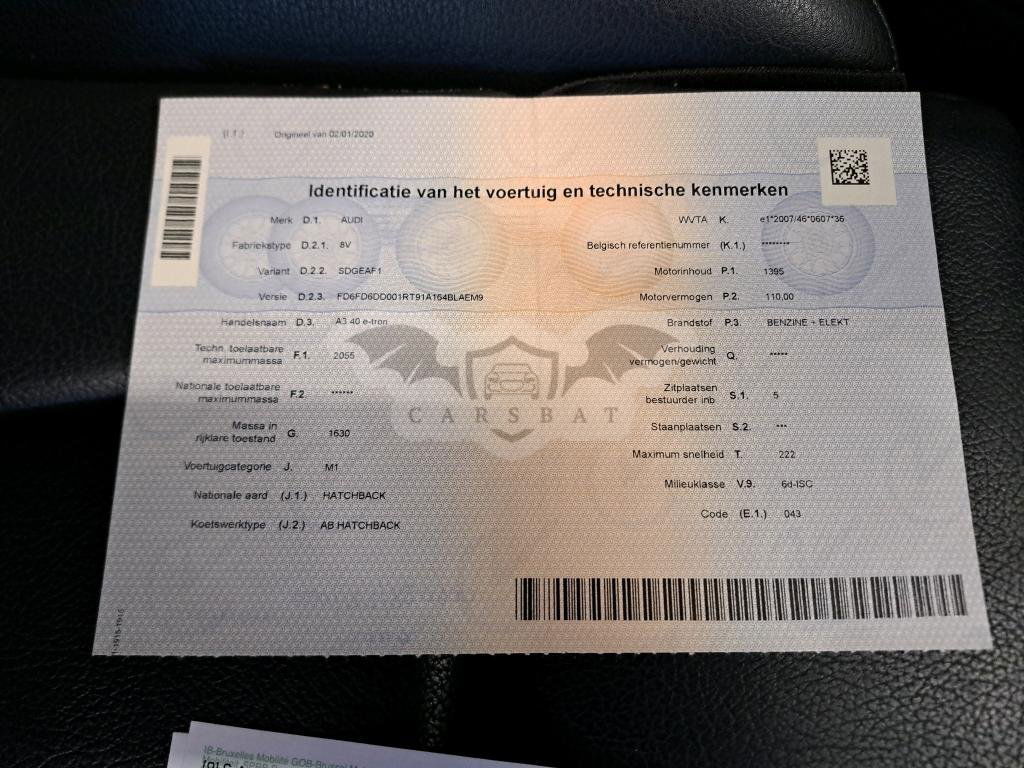 Origineel van 02/01/2020
Identificatie van het voertuig en technische kenmerken
Merk D.1. AUDI
Fabriekstype D.2.1. 8V
Variant D.2.2. SDGEAF1
Versie D.2.3. FD6FD6DD001RT91A164BLAEM9
Handelsnaam D.3. A3 40 e-tron
Techn. toelaatbare
maximummassa F.1. 2055
Nationale toelaatbare
maximummassa F.2. ******
Massa in
rijklare toestand G. 1630
Voertuigcategorie J. M1
Nationale aard (J.1.) HATCHBACK
Koetswerktype (J.2.) AB HATCHBACK
WVTA K. e1*2007/46*0607*36
Belgisch referentienummer (K.1.) ********
Motorinhoud P.1. 1395
Motorvermogen P.2. 110,00
Brandstof P.3. BENZINE + ELEKT
Verhouding
vermogen/gewicht Q. *****
Zitplaatsen
bestuurder inb S.1. 5
Staanplaatsen S.2. ***
Maximum snelheid T. 222
Milieuklasse V.9. 6d-ISC
Code (E.1.) 043
CARSBAT
Bruxelles Mobilité GOB-Brussel